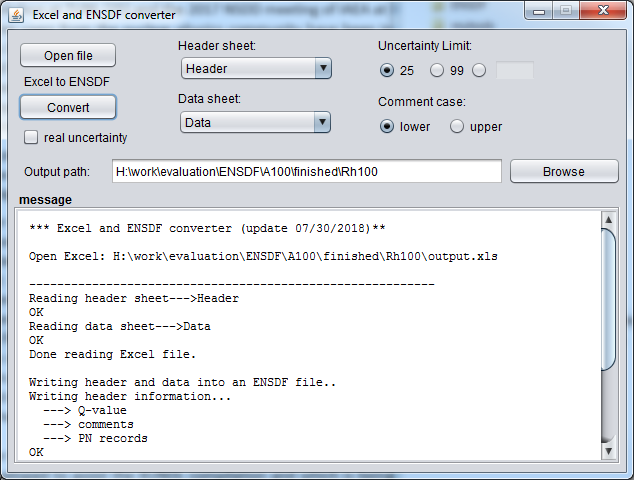 Excel and ENSDF converter
Open file
Excel to ENSDF
Convert
real uncertainty
Header sheet:
Header
Data sheet:
Data
Uncertainty Limit:
25 99
Comment case:
lower upper
Output path: H:\work\evaluation\ENSDF\A100\finished\Rh100 Browse
message
*** Excel and ENSDF converter (update 07/30/2018)**
Open Excel: H:\work\evaluation\ENSDF\A100\finished\Rh100\output.xls
----------------------------------------------------------
Reading header sheet--->Header
OK
Reading data sheet--->Data
OK
Done reading Excel file.
Writing header and data into an ENSDF file..
Writing header information...
---> Q-value
---> comments
---> PN records
OK